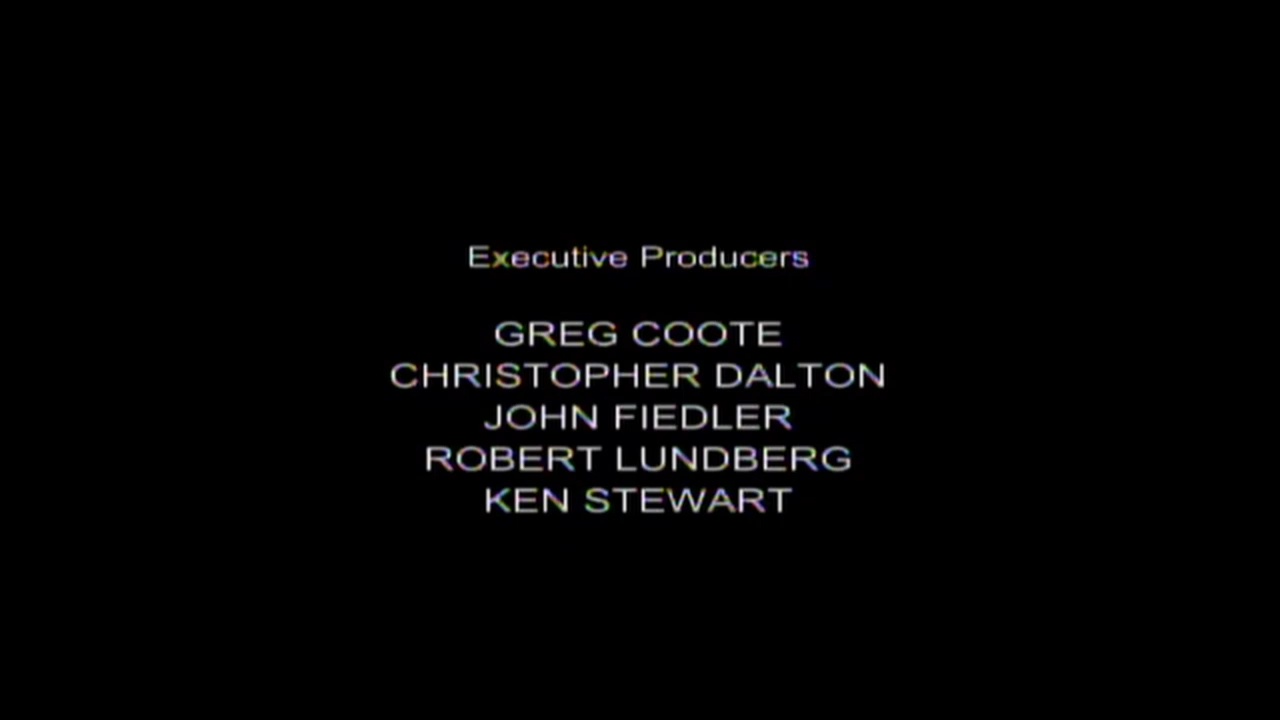 Executive Producers
GREG COOTE
CHRISTOPHER DALTON
JOHN FIEDLER
ROBERT LUNDBERG
KEN STEWART